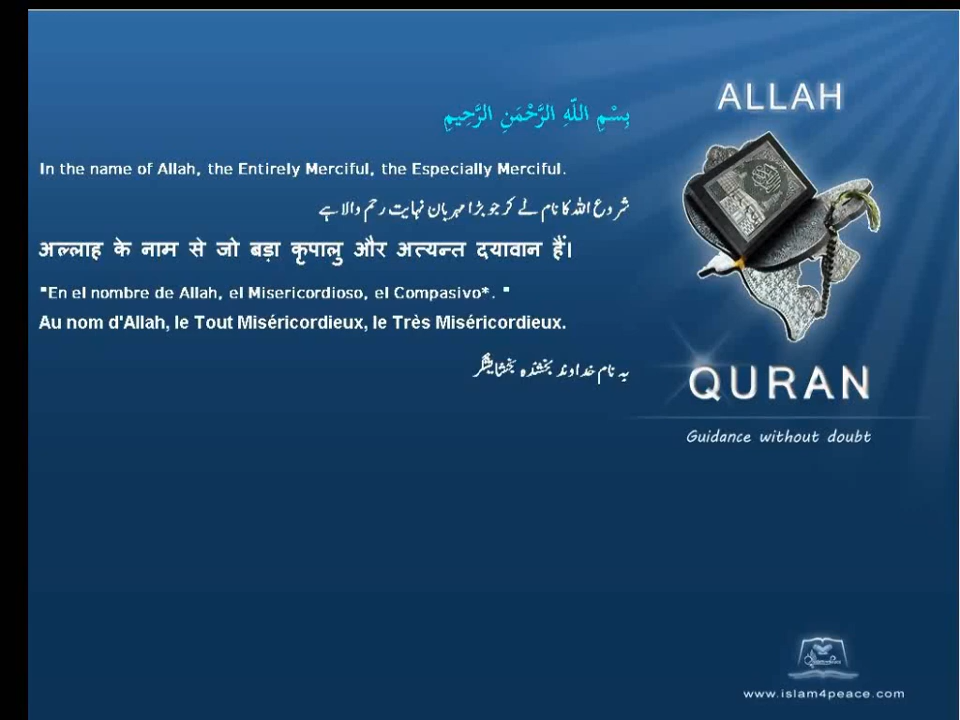 بِسْمِ اللَّهِ الرَّحْمَنِ الرَّحِيمِ
In the name of Allah, the Entirely Merciful, the Especially Merciful.
شروع الله کا نام لے کر جو بڑا مہربان نہایت رحم والا ہے
अल्लाह के नाम से जो बड़ा कृपालु और अत्यन्त दयावान हैं।
"En el nombre de Allah, el Misericordioso, el Compasivo*. "
Au nom d'Allah, le Tout Miséricordieux, le Très Miséricordieux.
به نام خداوند بخشنده بخشایشگر
ALLAH
QURAN
Guidance without doubt
www.islam4peace.com